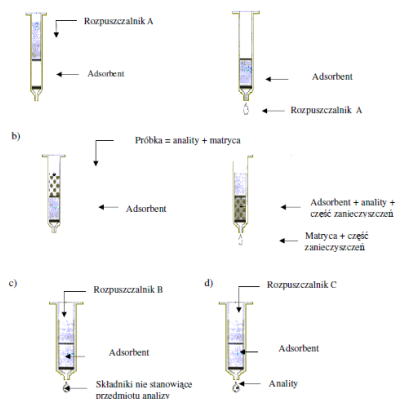 Rozpuszczalnik A
Adsorbent
Adsorbent
Rozpuszczalnik A
b)
Próbka = anality + matryca
Adsorbent
Adsorbent + anality +
część zanieczyszczeń
Matryca + część
zanieczyszczeń
c)
Rozpuszczalnik B
Adsorbent
Składniki nie stanowiące
przedmiotu analizy
d)
Rozpuszczalnik C
Adsorbent
Anality